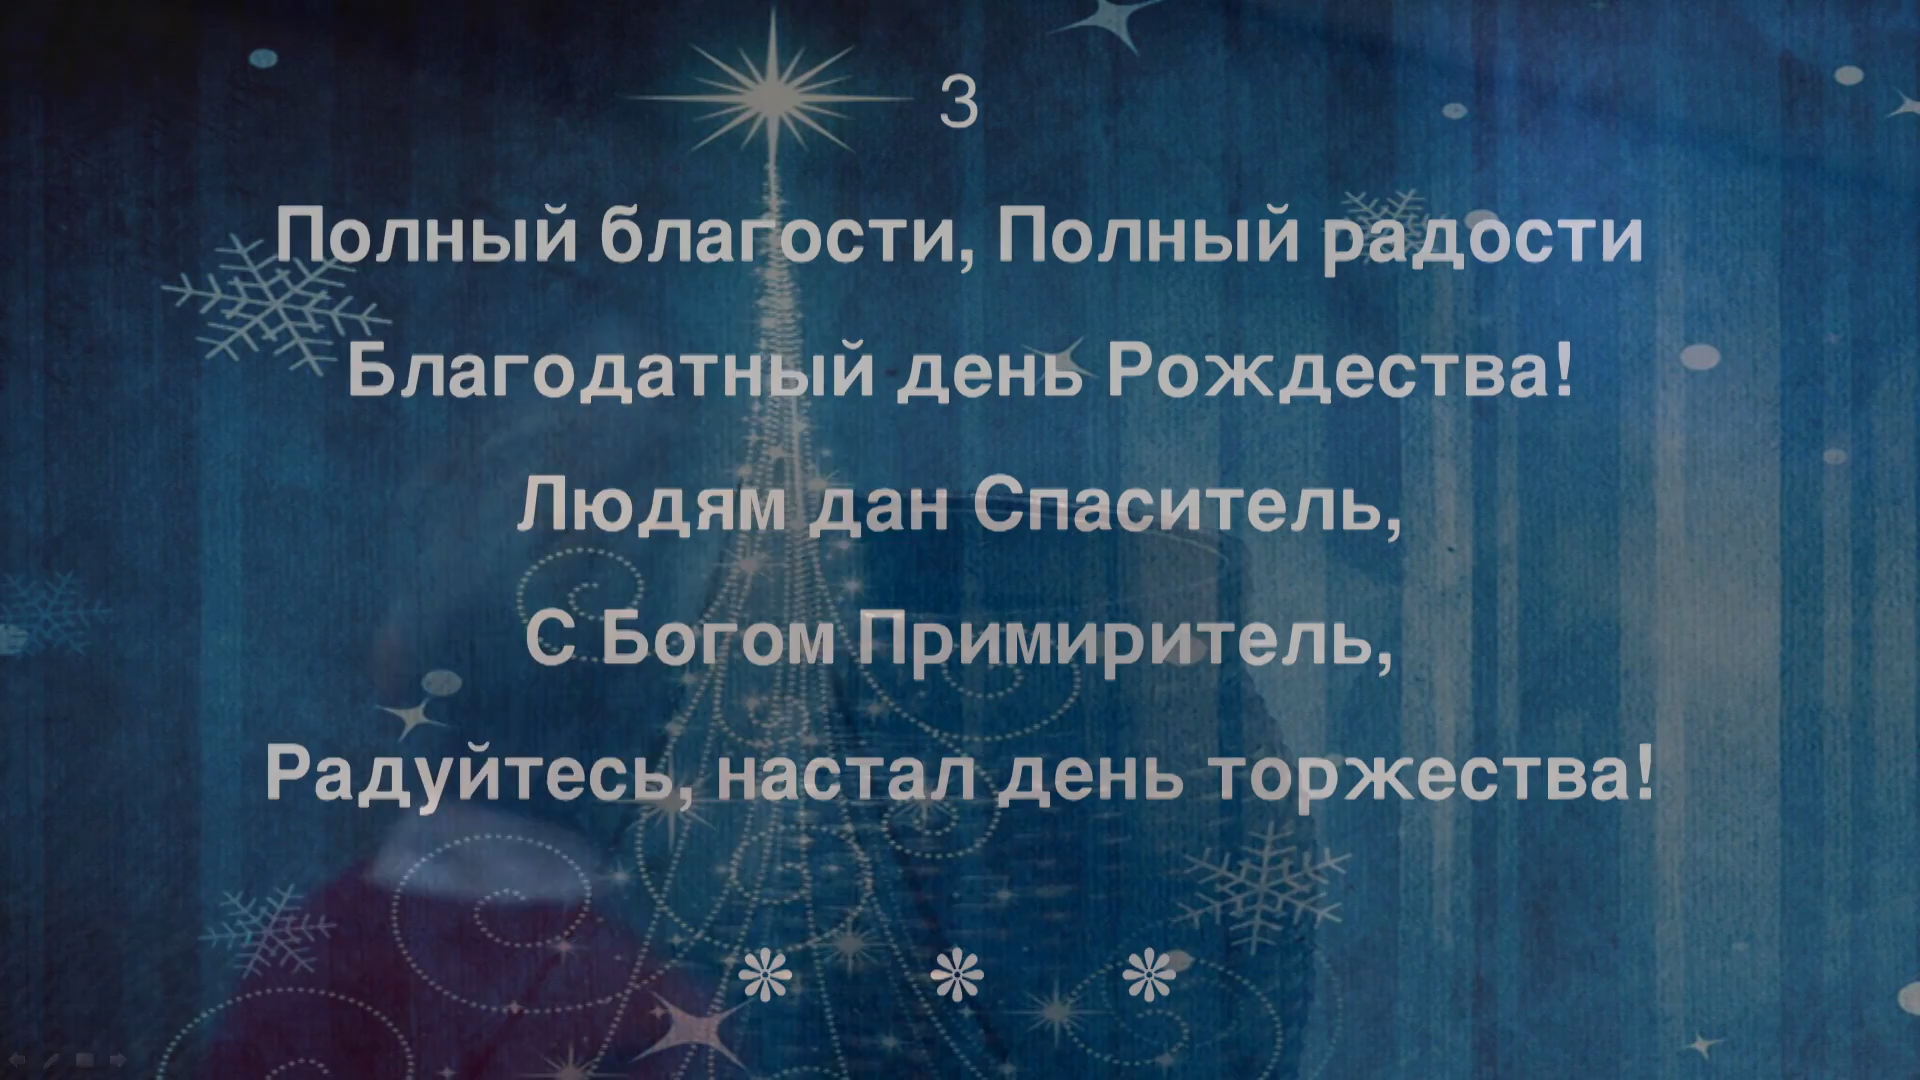 3
Полный благости, Полный радости
Благодатный день Рождества!
Людям дан Спаситель,
С Богом Примиритель,
Радуйтесь, настал день торжества!
❊ ❊ ❊